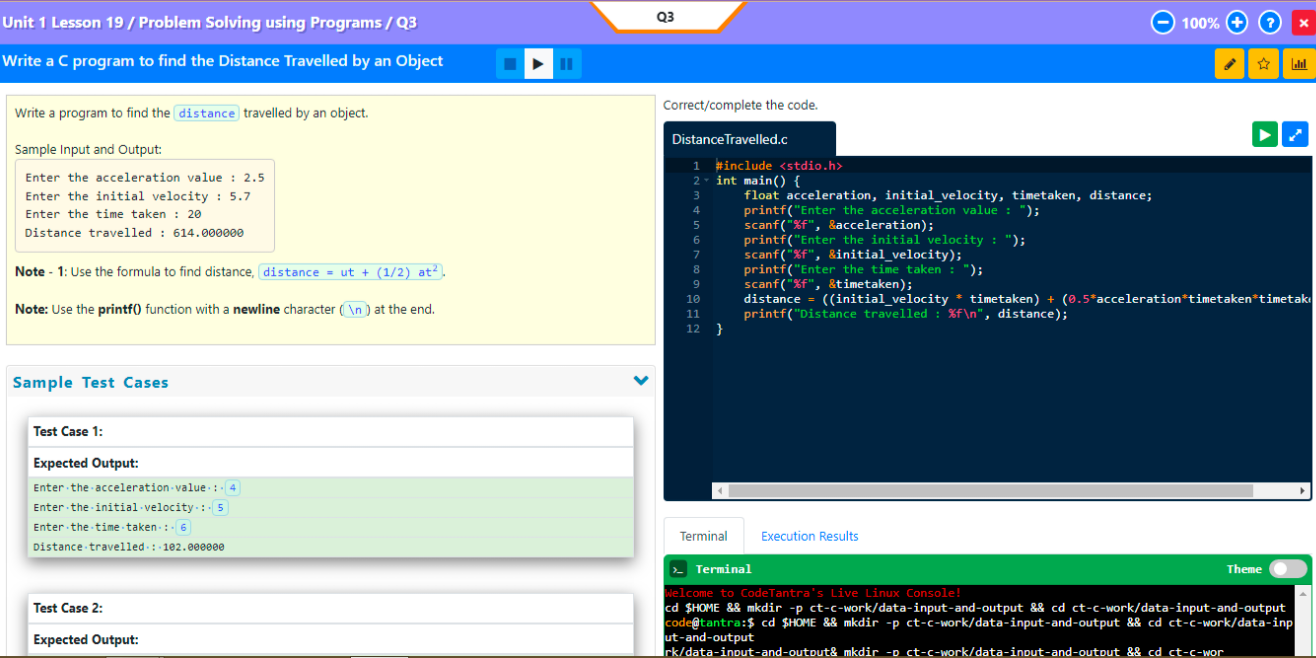 Unit 1 Lesson 19 / Problem Solving using Programs / Q3
Q3
100%
Write a C program to find the Distance Travelled by an Object
Write a program to find the distance travelled by an object.
Sample Input and Output:
Enter the acceleration value : 2.5
Enter the initial velocity : 5.7
Enter the time taken : 20
Distance travelled : 614.000000
Note - 1: Use the formula to find distance, distance = ut + (1/2) at².
Note: Use the printf() function with a newline character (\n) at the end.
Sample Test Cases
Test Case 1:
Expected Output:
Enter·the·acceleration·value·:·4
Enter·the·initial·velocity·:·5
Enter·the·time·taken·:·6
Distance·travelled·:·102.000000
Test Case 2:
Expected Output:
Correct/complete the code.
DistanceTravelled.c
1 #include <stdio.h>
2 int main() {
3 float acceleration, initial_velocity, timetaken, distance;
4 printf("Enter the acceleration value : ");
5 scanf("%f", &acceleration);
6 printf("Enter the initial velocity : ");
7 scanf("%f", &initial_velocity);
8 printf("Enter the time taken : ");
9 scanf("%f", &timetaken);
10 distance = ((initial_velocity * timetaken) + (0.5*acceleration*timetaken*timetak
11 printf("Distance travelled : %f\n", distance);
12 }
Terminal Execution Results
>_ Terminal Theme
Welcome to CodeTantra's Live Linux Console!
cd $HOME && mkdir -p ct-c-work/data-input-and-output && cd ct-c-work/data-input-and-output
code@tantra:$ cd $HOME && mkdir -p ct-c-work/data-input-and-output && cd ct-c-work/data-inp
ut-and-output
rk/data-input-and-output& mkdir -p ct-c-work/data-input-and-output && cd ct-c-wor